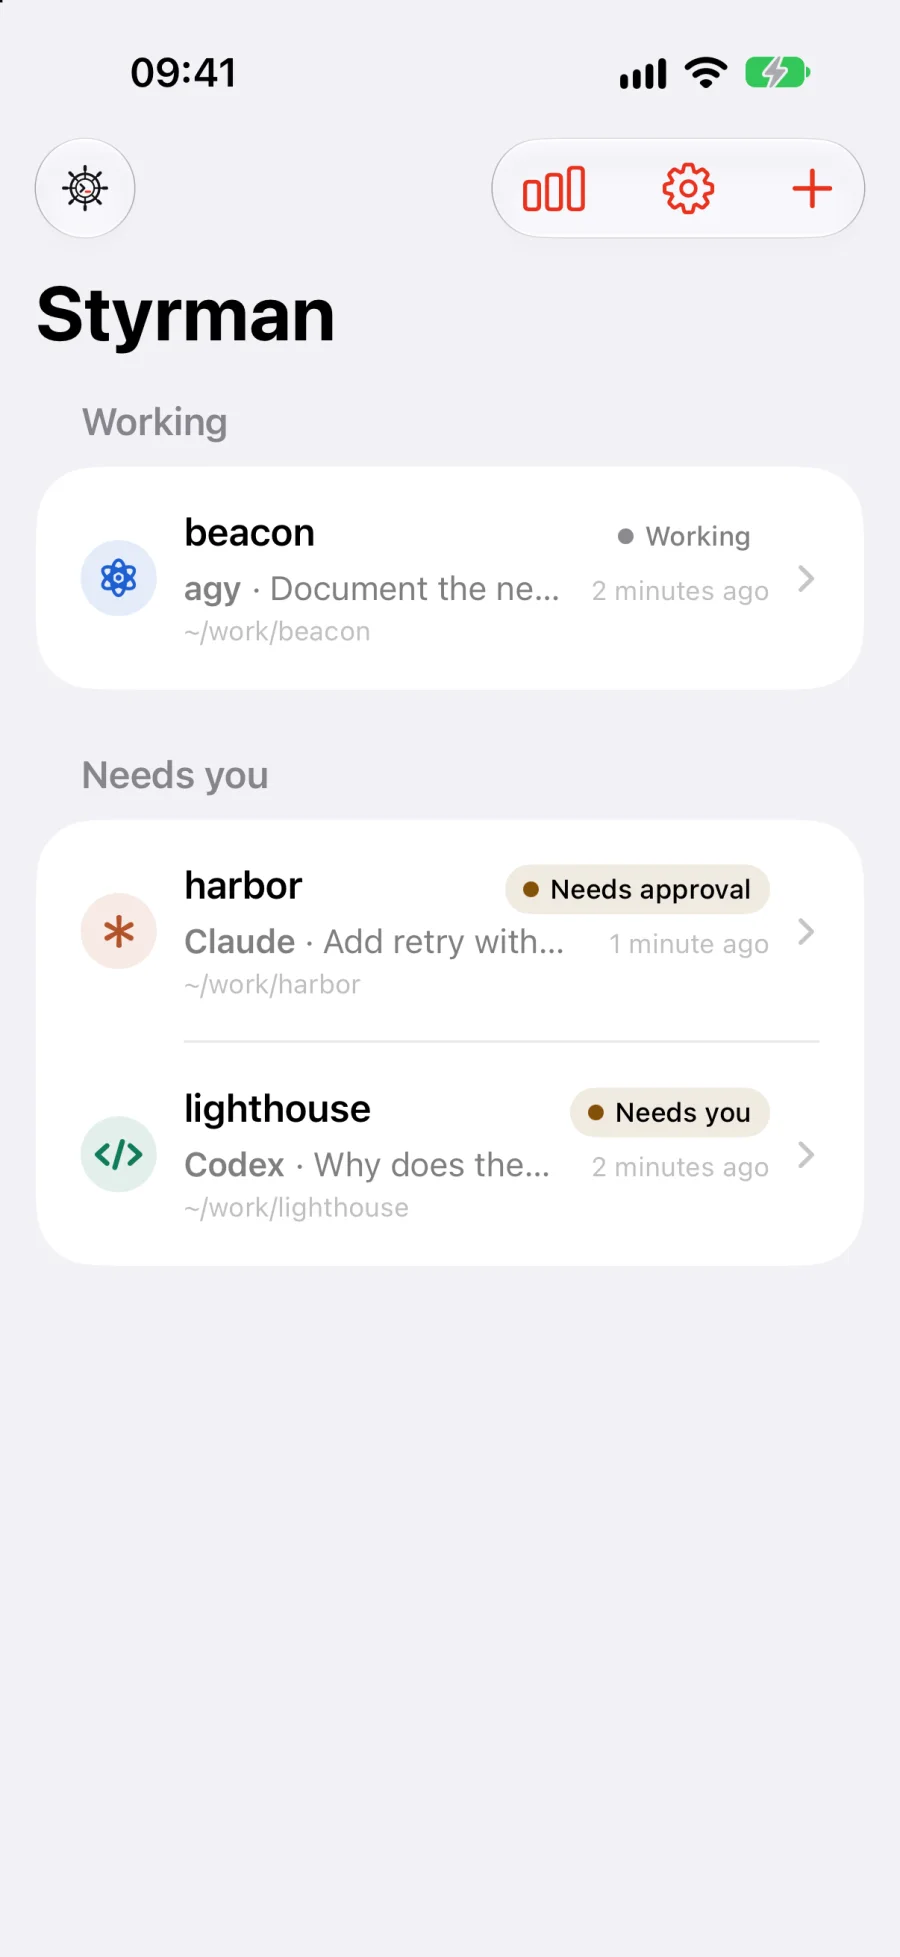 09:41
Styrman
Working
beacon
Working
agy · Document the ne...
2 minutes ago
~/work/beacon
Needs you
harbor
Needs approval
Claude · Add retry with...
1 minute ago
~/work/harbor
lighthouse
Needs you
Codex · Why does the...
2 minutes ago
~/work/lighthouse